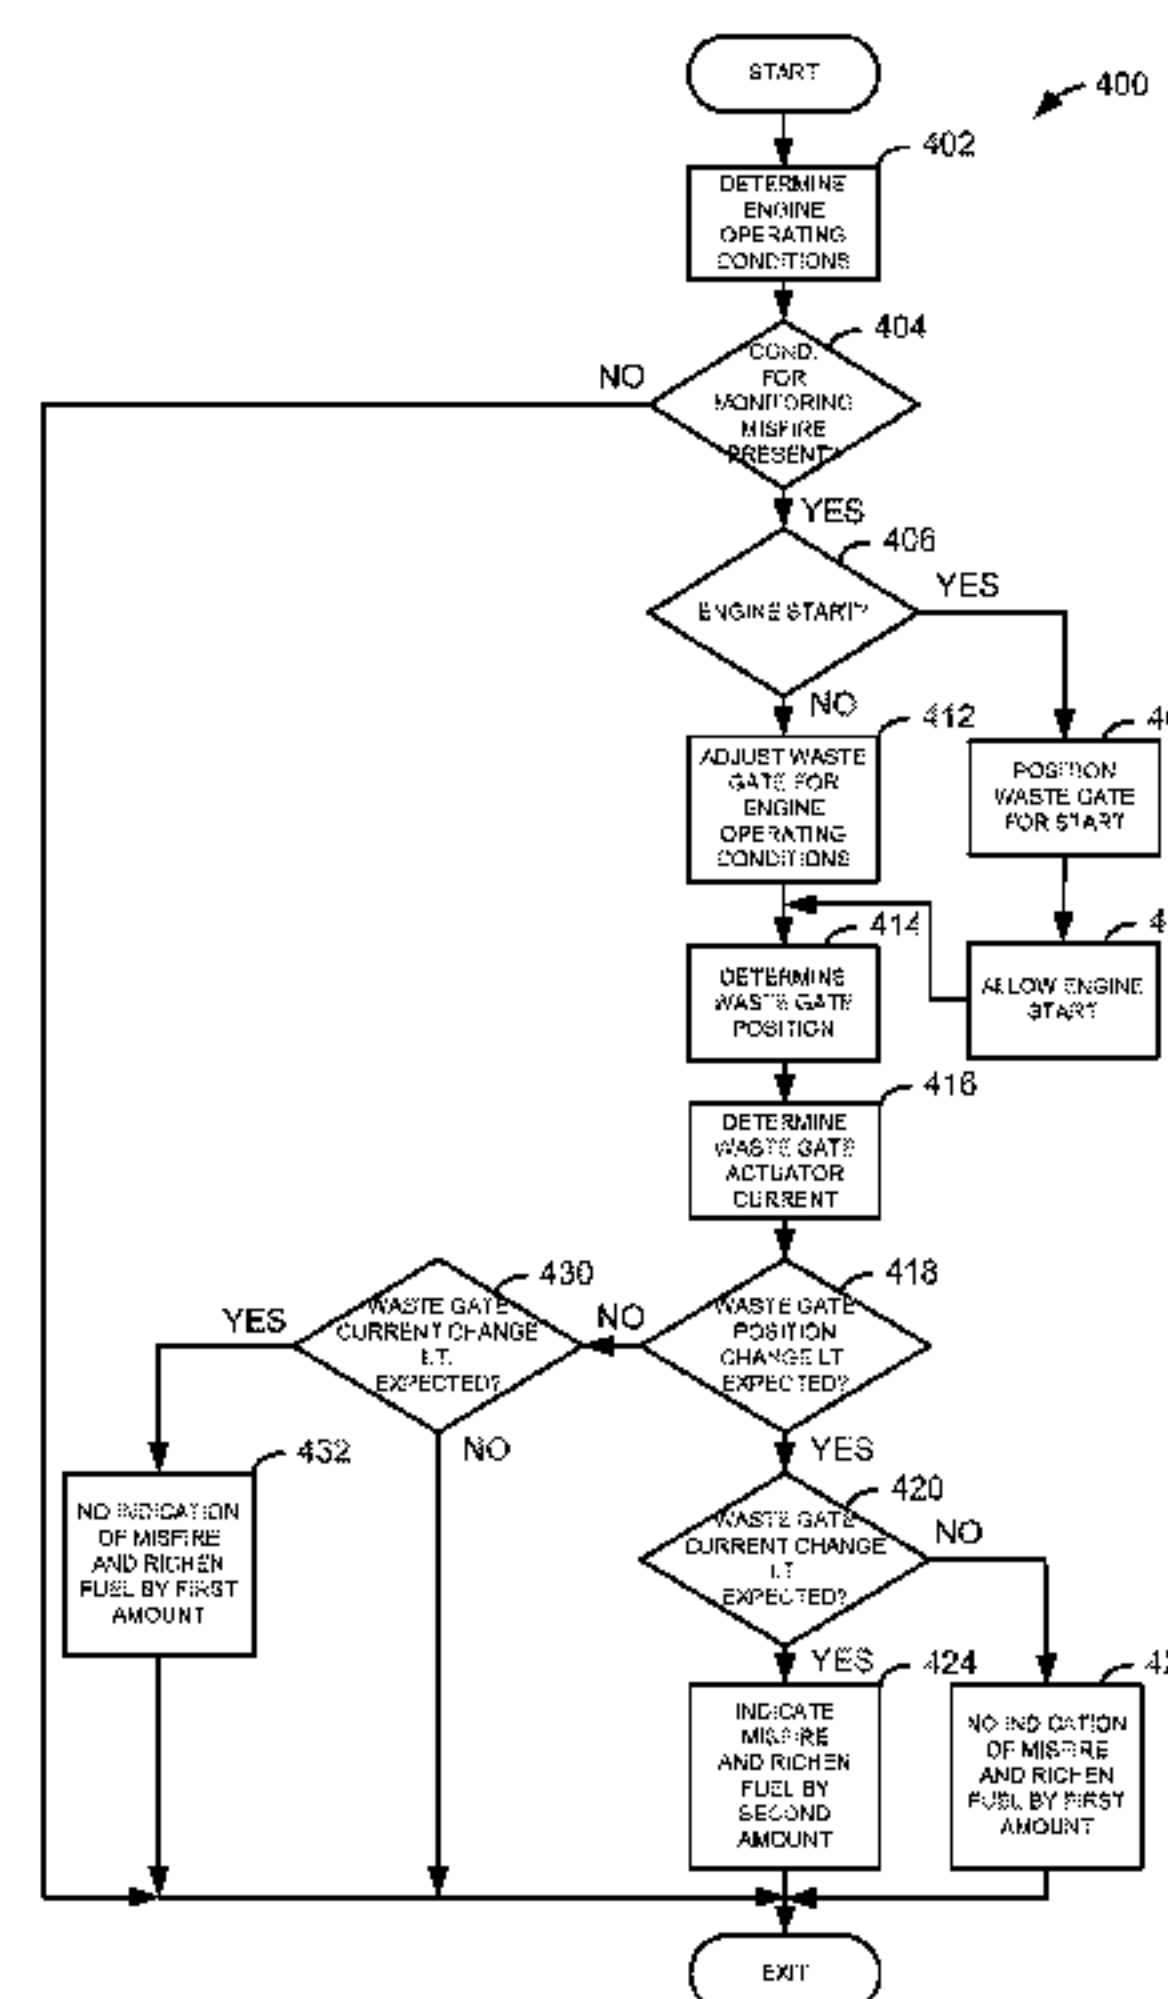 START
400
402
DETERMINE
ENGINE
OPERATING
CONDITIONS
404
COND.
FOR
MONITORING
MISFIRE
PRESENT?
NO
YES
406
ENGINE START?
YES
NO
412
ADJUST WASTE
GATE FOR
ENGINE
OPERATING
CONDITIONS
POSITION
WASTE GATE
FOR START
414
DETERMINE
WASTE GATE
POSITION
ALLOW ENGINE
START
416
DETERMINE
WASTE GATE
ACTUATOR
CURRENT
418
WASTE GATE
POSITION
CHANGE LT
EXPECTED?
NO
430
WASTE GATE
CURRENT CHANGE
L.T.
EXPECTED?
YES
NO
YES
432
NO INDICATION
OF MISFIRE
AND RICHEN
FUEL BY FIRST
AMOUNT
420
WASTE GATE
CURRENT CHANGE
LT
EXPECTED?
NO
YES
424
INDICATE
MISFIRE
AND RICHEN
FUEL BY
SECOND
AMOUNT
NO INDICATION
OF MISFIRE
AND RICHEN
FUEL BY FIRST
AMOUNT
EXIT